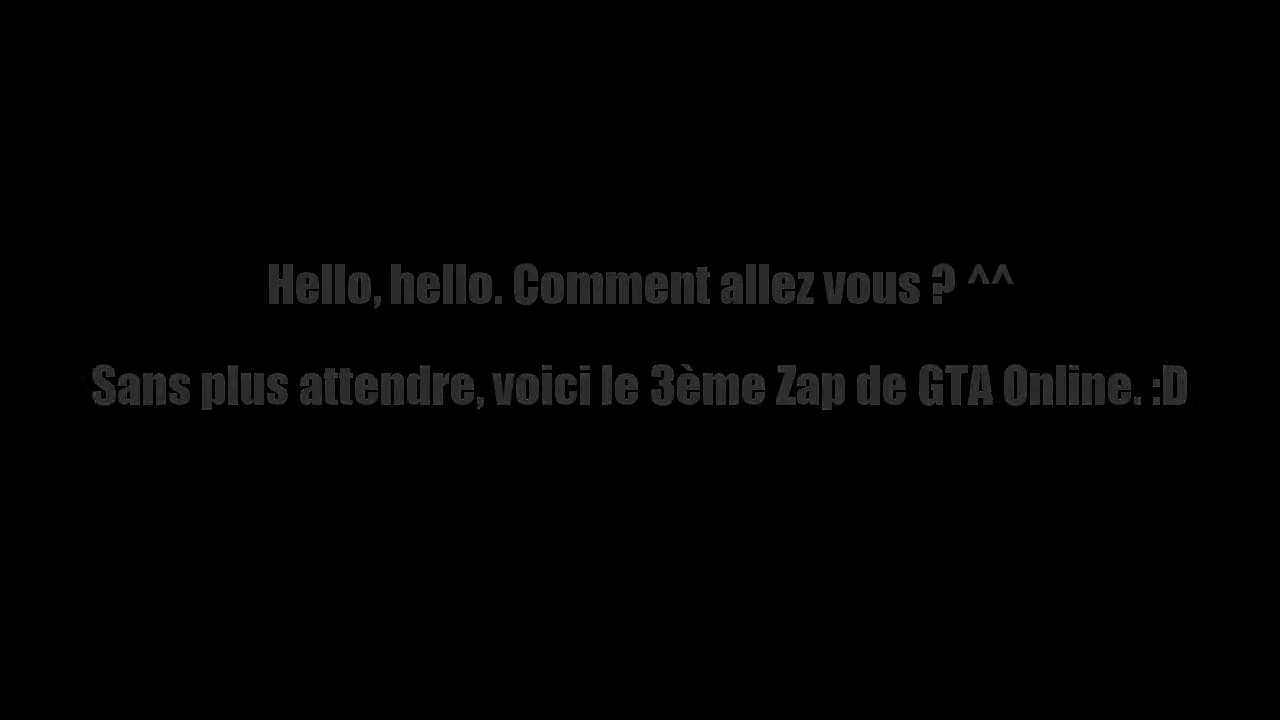 Hello, hello. Comment allez vous ? ^^
Sans plus attendre, voici le 3ème Zap de GTA Online. :D